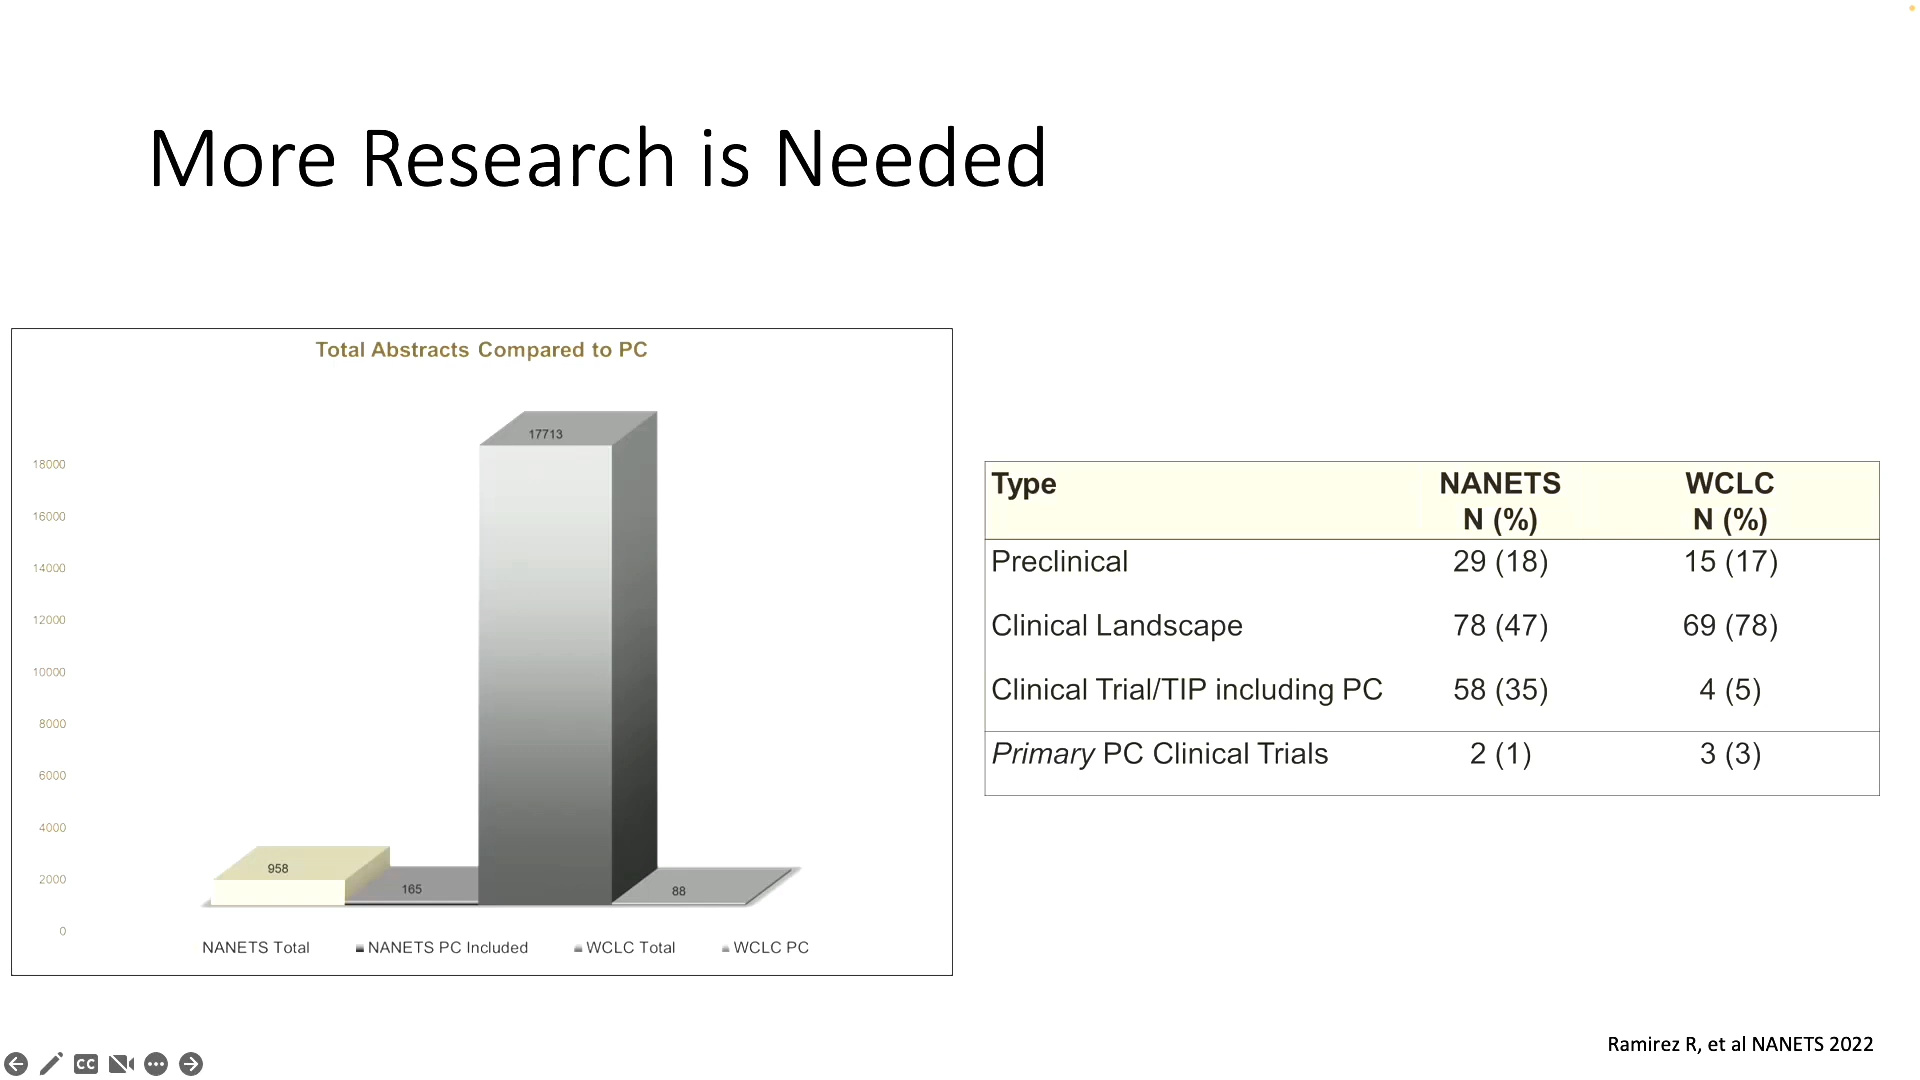 More Research is Needed
Total Abstracts Compared to PC
18000
16000
14000
12000
10000
8000
6000
4000
2000
0
17713
958
165
88
NANETS Total NANETS PC Included WCLC Total WCLC PC
Type NANETS WCLC
N (%) N (%)
Preclinical 29 (18) 15 (17)
Clinical Landscape 78 (47) 69 (78)
Clinical Trial/TIP including PC 58 (35) 4 (5)
Primary PC Clinical Trials 2 (1) 3 (3)
Ramirez R, et al NANETS 2022
CC